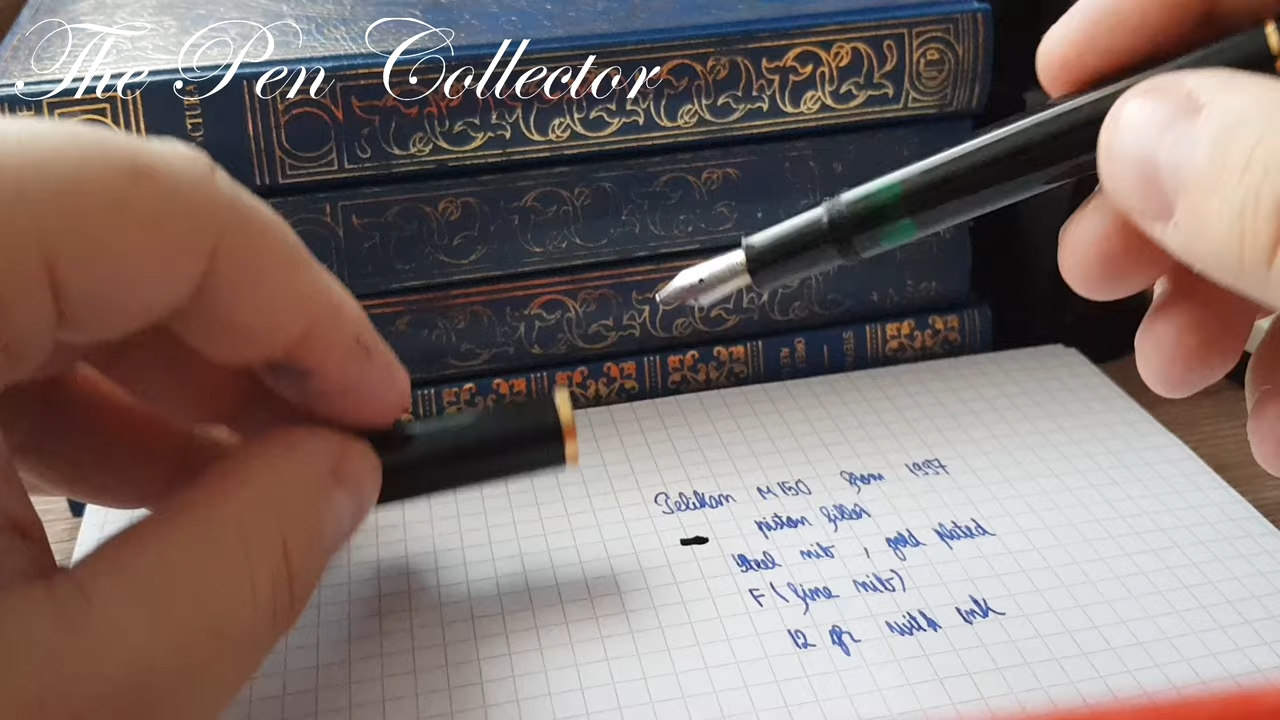 The Pen Collector
Pelikan M150 from 1997
piston filler
steel nib, gold plated
F (fine nib)
12 gr with ink